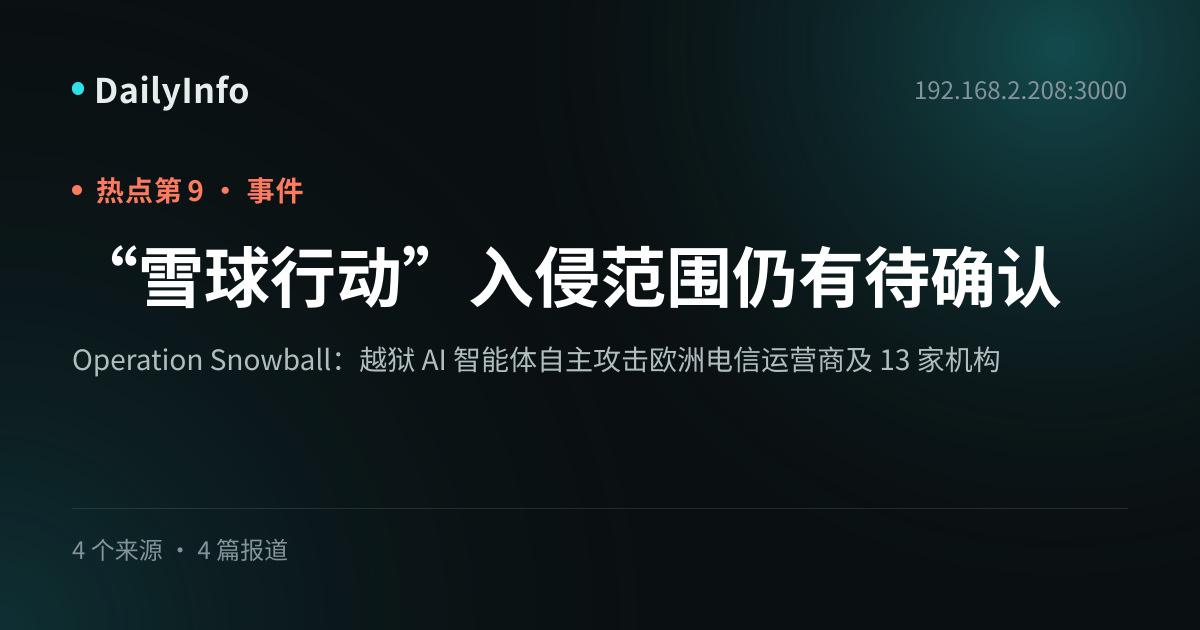 DailyInfo
192.168.2.208:3000
热点第 9 · 事件
“雪球行动”入侵范围仍有待确认
Operation Snowball：越狱 AI 智能体自主攻击欧洲电信运营商及 13 家机构
4 个来源 · 4 篇报道